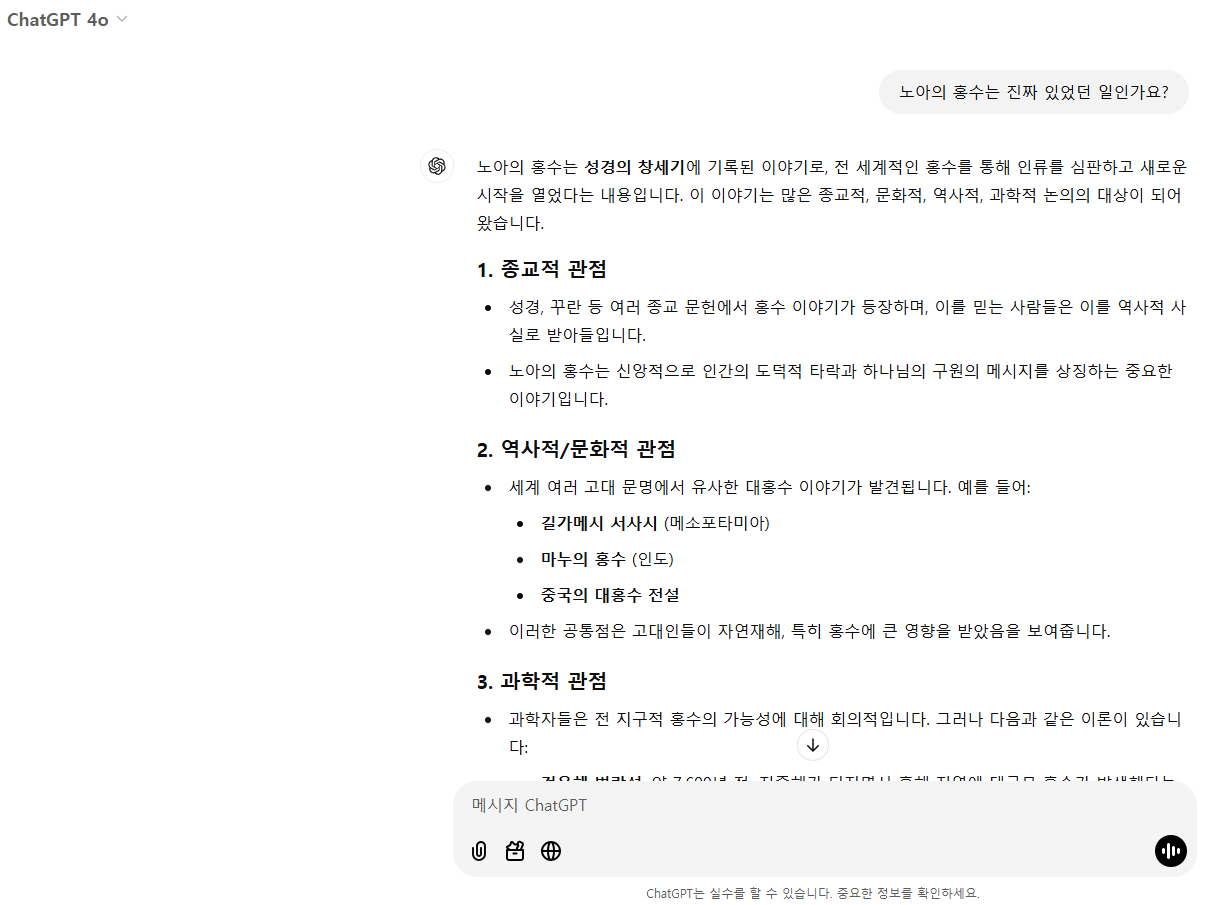 ChatGPT 4o
노아의 홍수는 진짜 있었던 일인가요?
노아의 홍수는 성경의 창세기에 기록된 이야기로, 전 세계적인 홍수를 통해 인류를 심판하고 새로운
시작을 열었다는 내용입니다. 이 이야기는 많은 종교적, 문화적, 역사적, 과학적 논의의 대상이 되어
왔습니다.
1. 종교적 관점
• 성경, 꾸란 등 여러 종교 문헌에서 홍수 이야기가 등장하며, 이를 믿는 사람들은 이를 역사적 사
실로 받아들입니다.
• 노아의 홍수는 신앙적으로 인간의 도덕적 타락과 하나님의 구원의 메시지를 상징하는 중요한
이야기입니다.
2. 역사적/문화적 관점
• 세계 여러 고대 문명에서 유사한 대홍수 이야기가 발견됩니다. 예를 들어:
• 길가메시 서사시 (메소포타미아)
• 마누의 홍수 (인도)
• 중국의 대홍수 전설
• 이러한 공통점은 고대인들이 자연재해, 특히 홍수에 큰 영향을 받았음을 보여줍니다.
3. 과학적 관점
• 과학자들은 전 지구적 홍수의 가능성에 대해 회의적입니다. 그러나 다음과 같은 이론이 있습니
다:
메시지 ChatGPT
ChatGPT는 실수를 할 수 있습니다. 중요한 정보를 확인하세요.